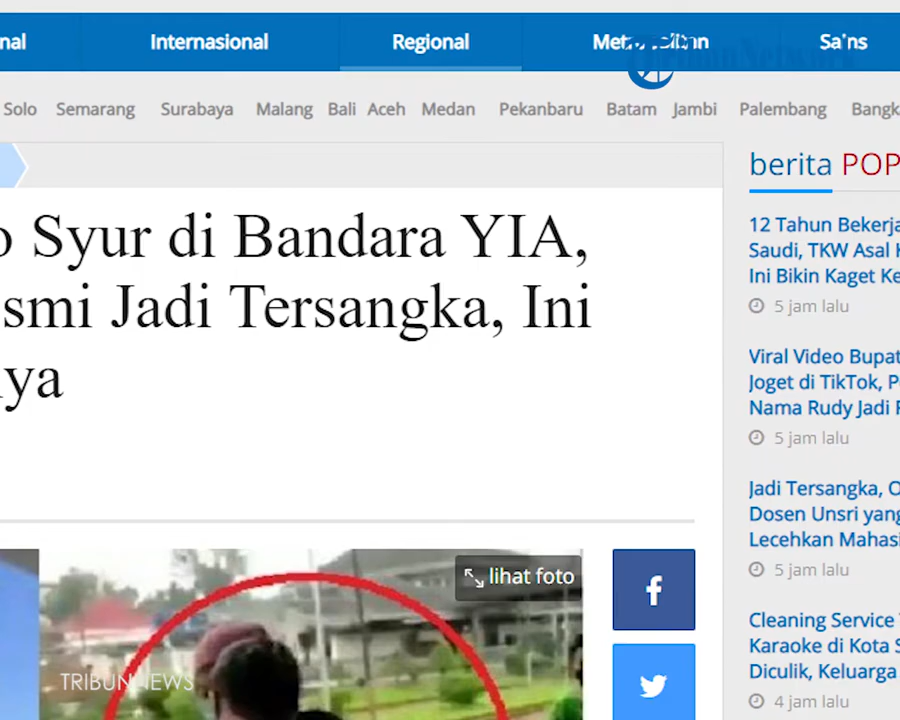 nal Internasional Regional Metropolitan Sains
Solo Semarang Surabaya Malang Bali Aceh Medan Pekanbaru Batam Jambi Palembang Bangka
berita POP
o Syur di Bandara YIA,
smi Jadi Tersangka, Ini
ya
12 Tahun Bekerja
Saudi, TKW Asal K
Ini Bikin Kaget Ke
5 jam lalu
Viral Video Bupat
Joget di TikTok, P
Nama Rudy Jadi P
5 jam lalu
Jadi Tersangka, O
Dosen Unsri yang
Lecehkan Mahasi
5 jam lalu
Cleaning Service
Karaoke di Kota S
Diculik, Keluarga
4 jam lalu
lihat foto
TRIBUNNEWS